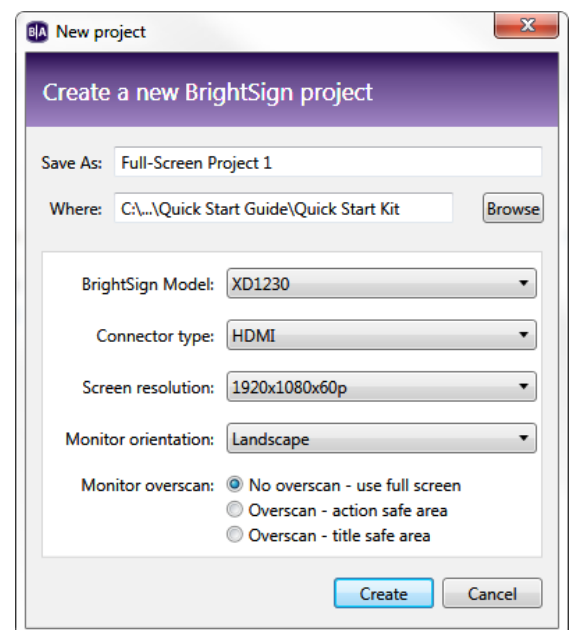 B|A New project
Create a new BrightSign project
Save As: Full-Screen Project 1
Where: C:\...\Quick Start Guide\Quick Start Kit Browse
BrightSign Model: XD1230
Connector type: HDMI
Screen resolution: 1920x1080x60p
Monitor orientation: Landscape
Monitor overscan: No overscan - use full screen
Overscan - action safe area
Overscan - title safe area
Create Cancel